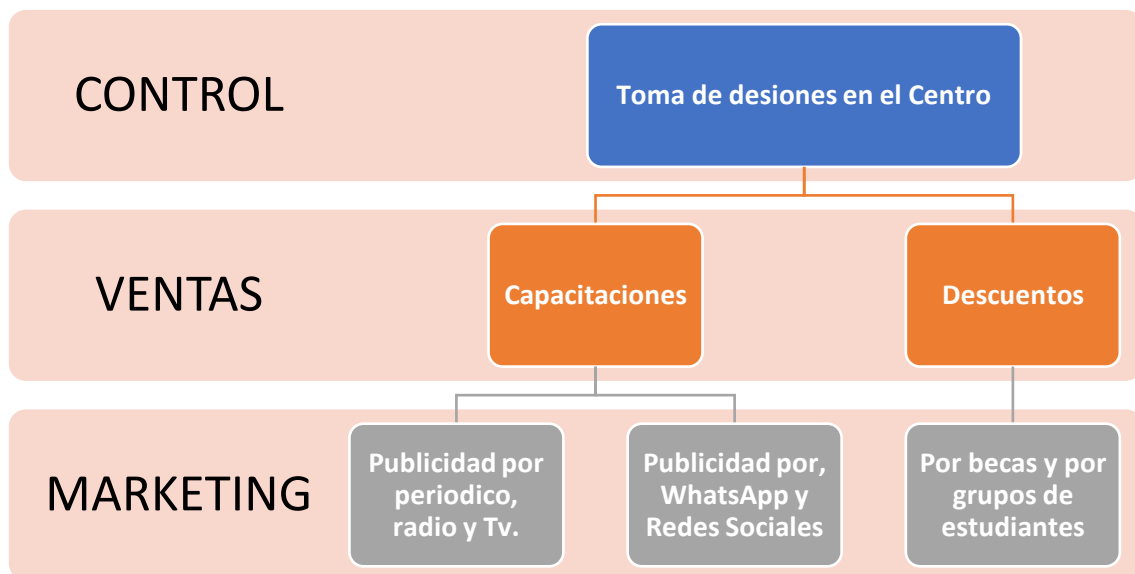 CONTROL
Toma de desiones en el Centro
VENTAS
Capacitaciones
Descuentos
MARKETING
Publicidad por
periodico,
radio y Tv.
Publicidad por,
WhatsApp y
Redes Sociales
Por becas y por
grupos de
estudiantes